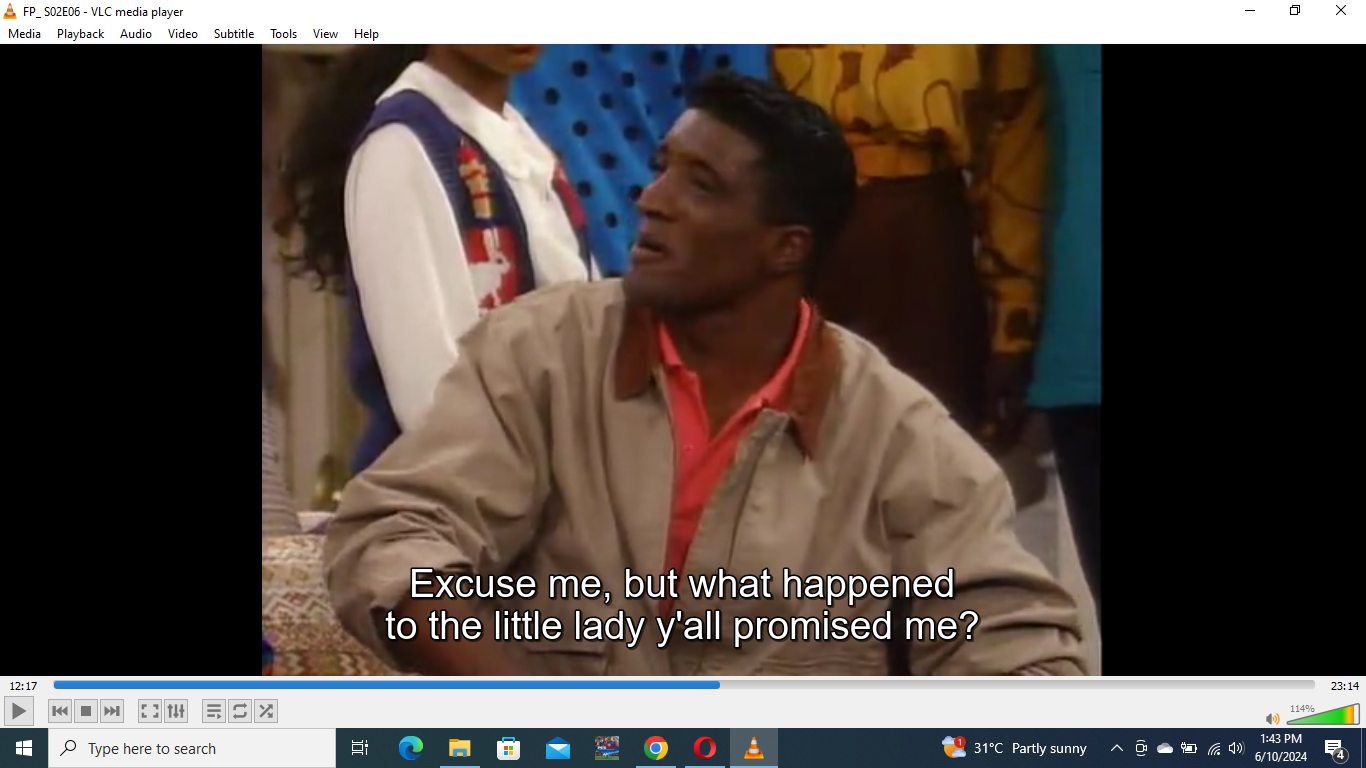 FP_ S02E06 - VLC media player
Media Playback Audio Video Subtitle Tools View Help
Excuse me, but what happened
to the little lady y'all promised me?
12:17
23:14
114%
Type here to search
1
31°C Partly sunny
1:43 PM
6/10/2024
4